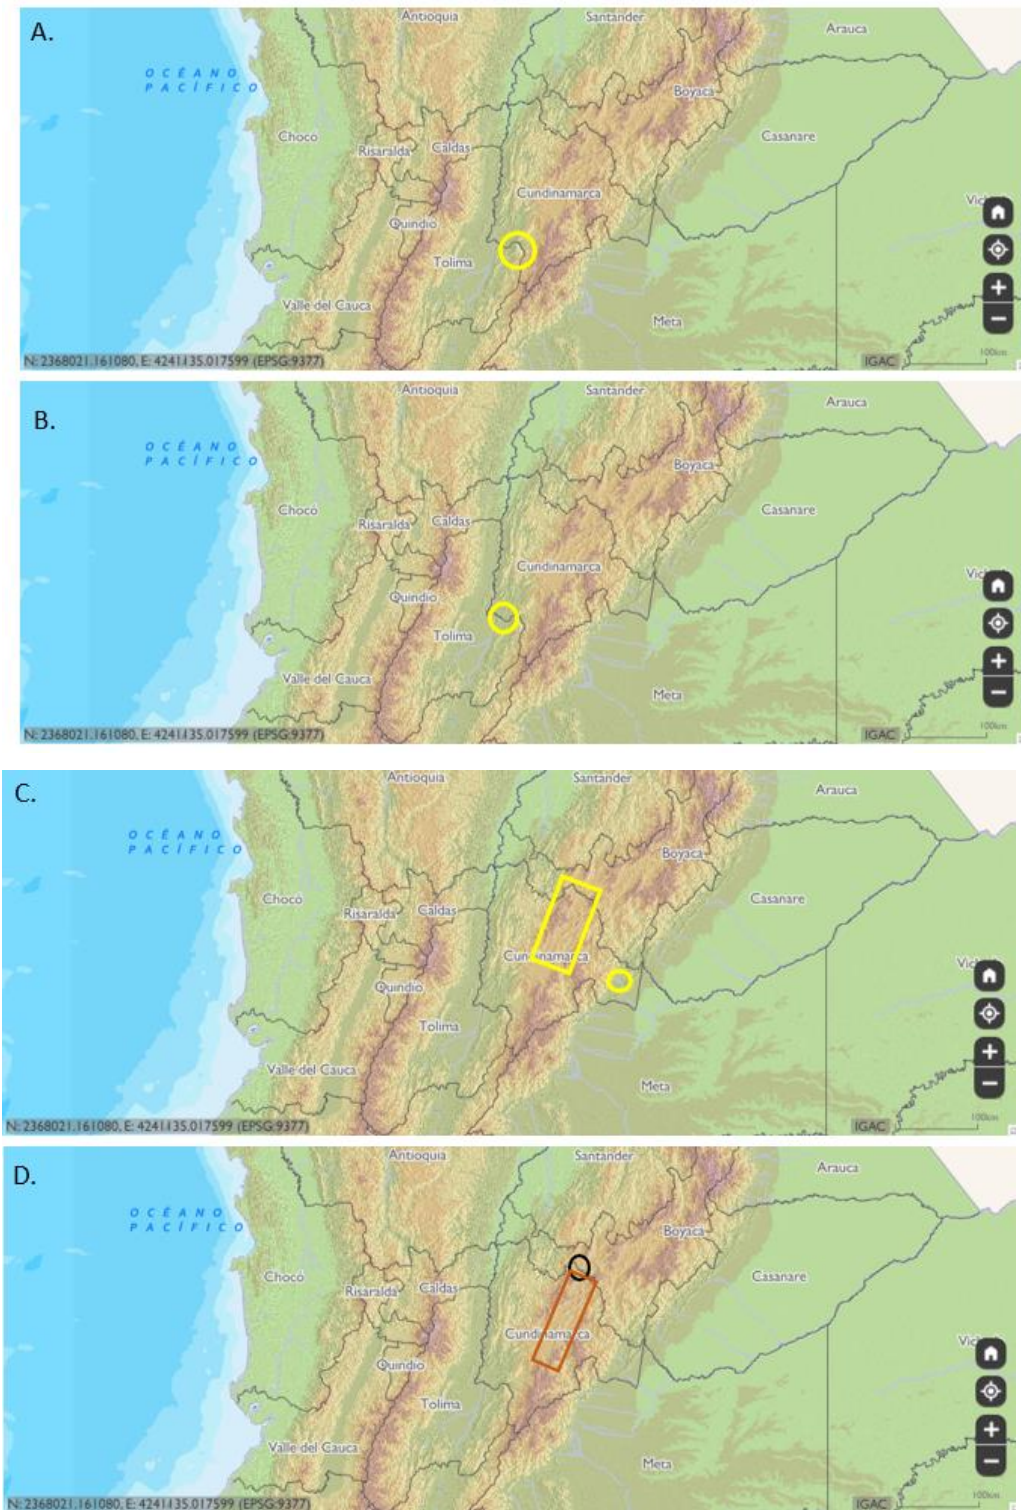 A.
Antioquia
Santander
Arauca
OCÉANO
PACÍFICO
Boyacá
Chocó
Risaralda
Caldas
Casanare
Cundinamarca
Quindío
Tolima
Valle del Cauca
Meta
N: 2368021.161080, E: 4241135.017599 (EPSG:9377)
IGAC
100km
B.
Antioquia
Santander
Arauca
OCÉANO
PACÍFICO
Boyacá
Chocó
Risaralda
Caldas
Casanare
Cundinamarca
Quindío
Tolima
Valle del Cauca
Meta
N: 2368021.161080, E: 4241135.017599 (EPSG:9377)
IGAC
100km
C.
Antioquia
Santander
Arauca
OCÉANO
PACÍFICO
Boyacá
Chocó
Risaralda
Caldas
Casanare
Cundinamarca
Quindío
Tolima
Valle del Cauca
Meta
N: 2368021.161080, E: 4241135.017599 (EPSG:9377)
IGAC
100km
D.
Antioquia
Santander
Arauca
OCÉANO
PACÍFICO
Boyacá
Chocó
Risaralda
Caldas
Casanare
Cundinamarca
Quindío
Tolima
Valle del Cauca
Meta
N: 2368021.161080, E: 4241135.017599 (EPSG:9377)
IGAC
100km